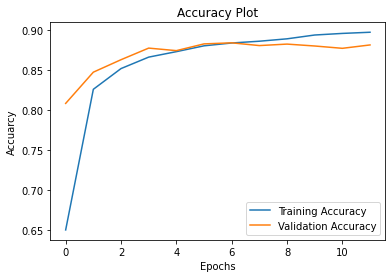 Accuracy Plot
0.90
0.85
0.80
0.75
0.70
0.65
Accuarcy
0 2 4 6 8 10
Epochs
Training Accuracy
Validation Accuracy